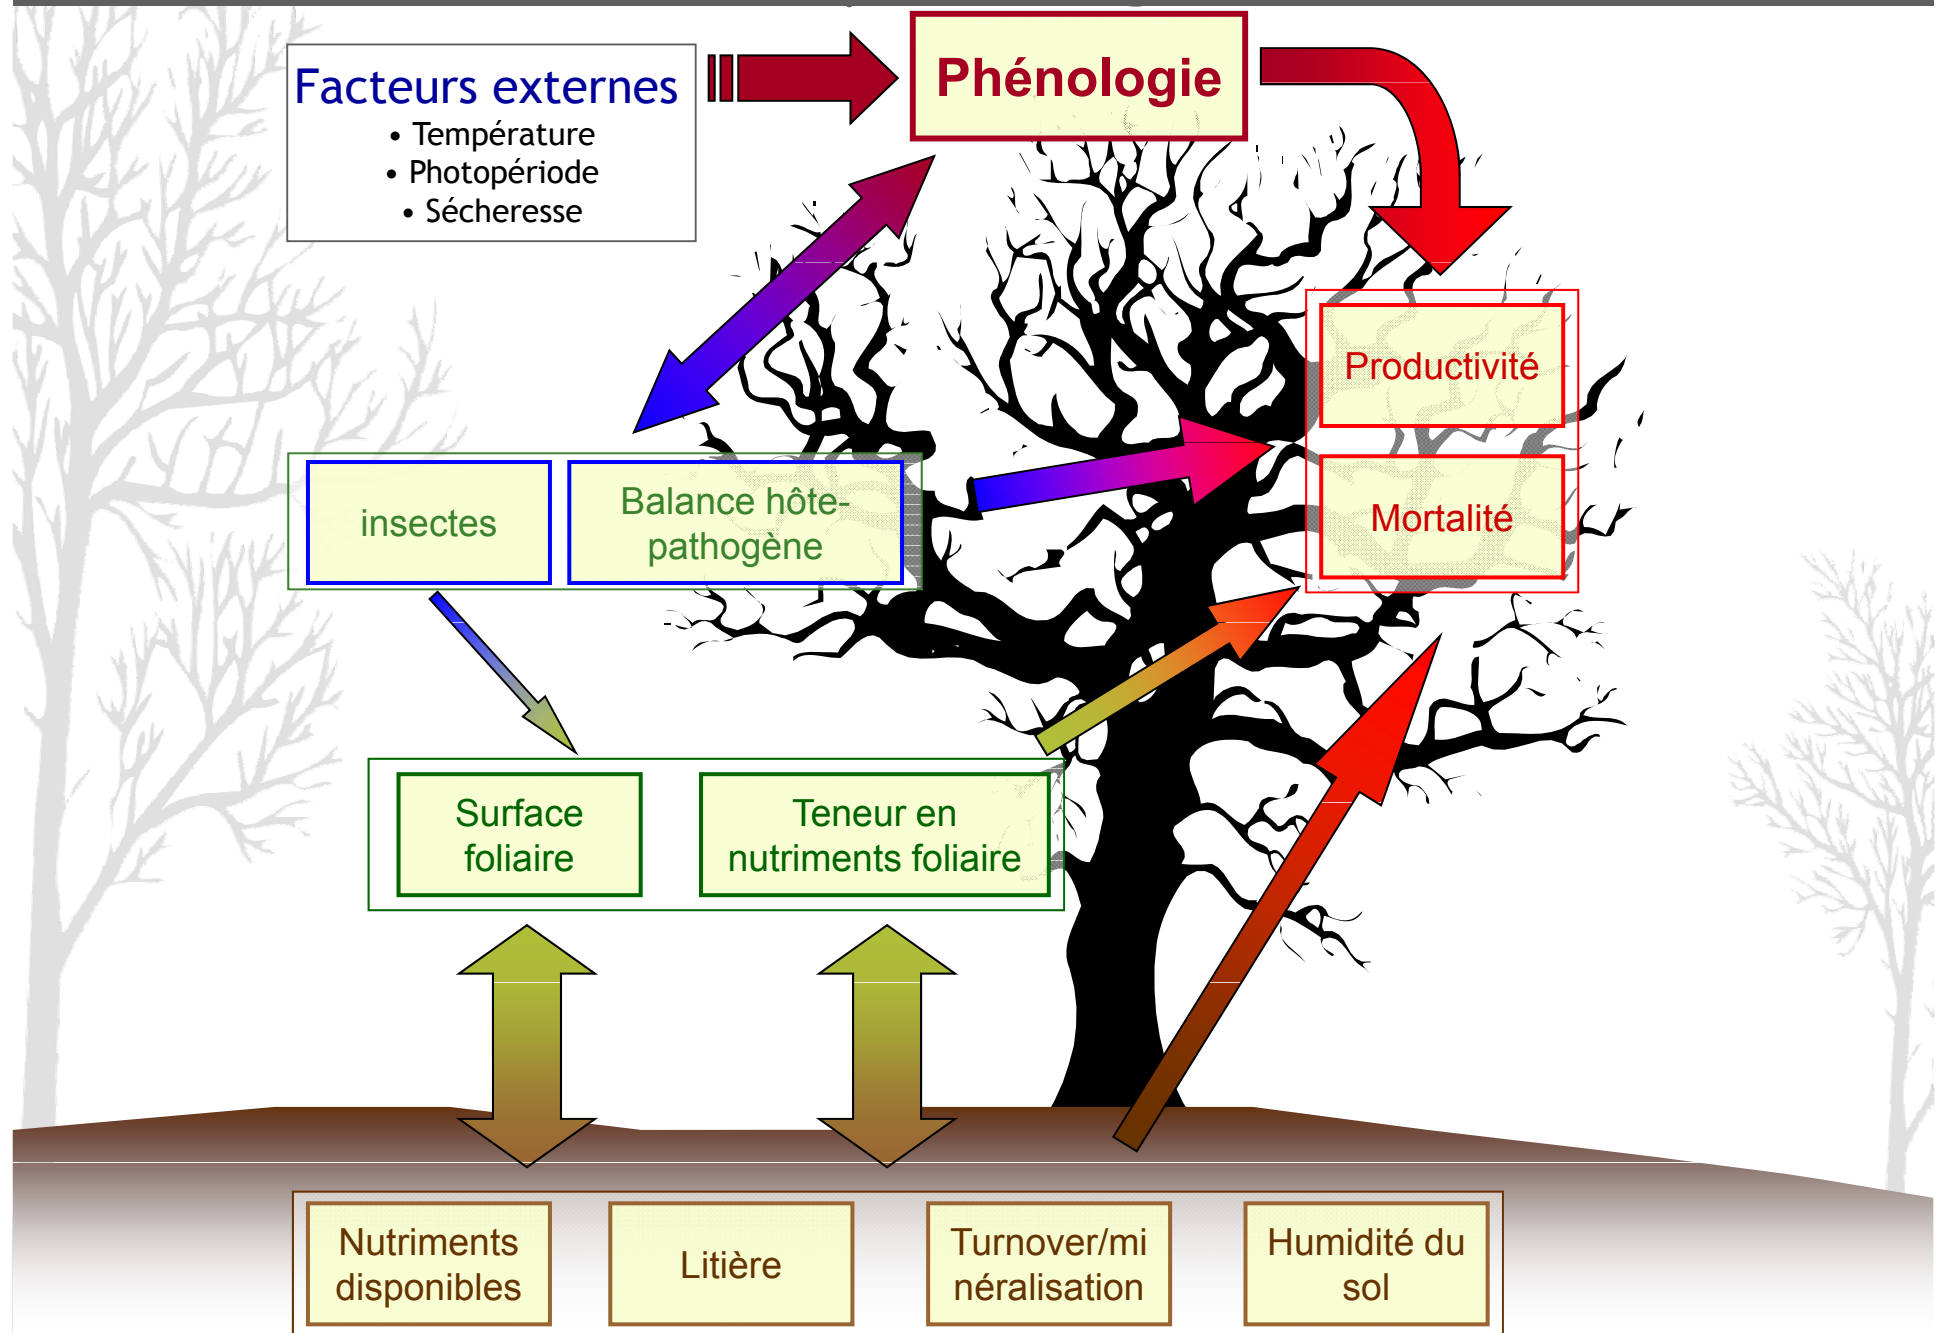 Facteurs externes
• Température
• Photopériode
• Sécheresse
Phénologie
Productivité
Mortalité
insectes
Balance hôte-
pathogène
Surface
foliaire
Teneur en
nutriments foliaire
Nutriments
disponibles
Litière
Turnover/mi
néralisation
Humidité du
sol